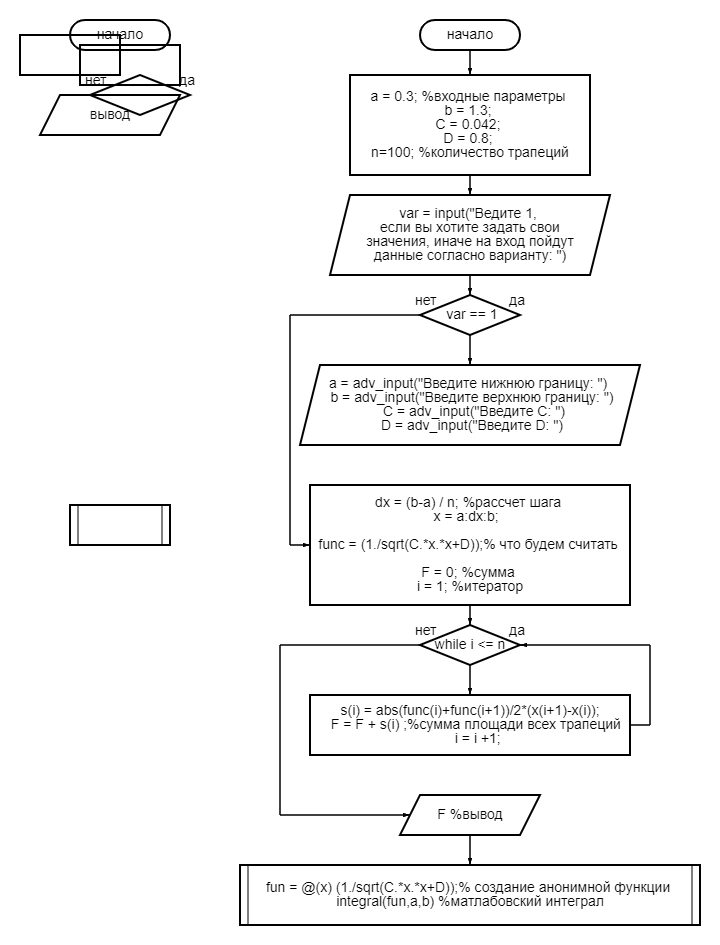 начало
нет
да
вывод
начало
a = 0.3; %входные параметры
b = 1.3;
C = 0.042;
D = 0.8;
n=100; %количество трапеций
var = input("Ведите 1,
если вы хотите задать свои
значения, иначе на вход пойдут
данные согласно варианту: ")
нет
да
var == 1
a = adv_input("Введите нижнюю границу: ")
b = adv_input("Введите верхнюю границу: ")
C = adv_input("Введите C: ")
D = adv_input("Введите D: ")
dx = (b-a) / n; %рассчет шага
x = a:dx:b;
func = (1./sqrt(C.*x.*x+D));% что будем считать
F = 0; %сумма
i = 1; %итератор
нет
да
while i <= n
s(i) = abs(func(i)+func(i+1))/2*(x(i+1)-x(i));
F = F + s(i) ;%сумма площади всех трапеций
i = i +1;
F %вывод
fun = @(x) (1./sqrt(C.*x.*x+D));% создание анонимной функции
integral(fun,a,b) %матлабовский интеграл